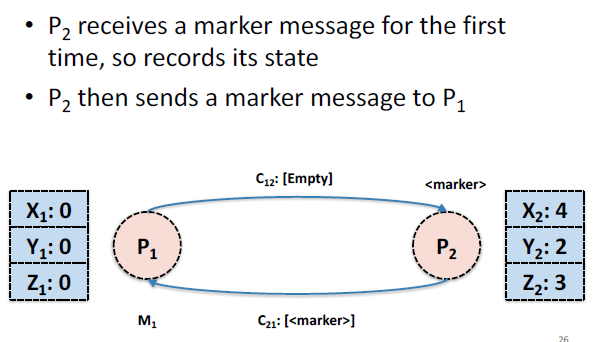 • P₂ receives a marker message for the first
time, so records its state
• P₂ then sends a marker message to P₁
C₁₂: [Empty]
<marker>
X₁: 0
Y₁: 0
Z₁: 0
P₁
P₂
X₂: 4
Y₂: 2
Z₂: 3
M₁
C₂₁: [<marker>]
26